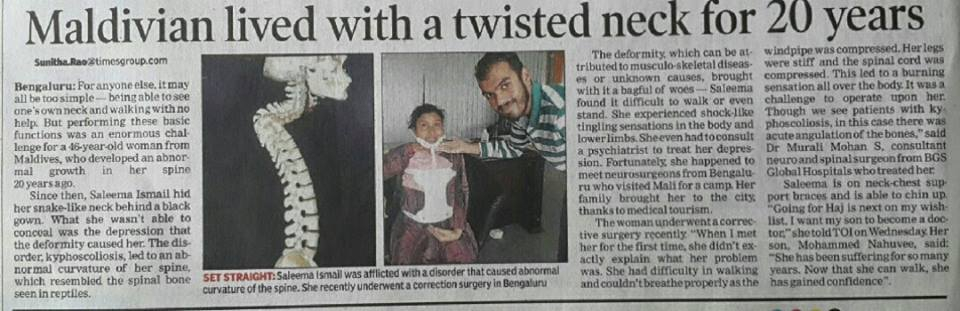 Maldivian lived with a twisted neck for 20 years
Sunitha.Rao@timesgroup.com
Bengaluru: For anyone else, it may
all be too simple — being able to see
one's own neck and walking with no
help. But performing these basic
functions was an enormous chal-
lenge for a 46-year-old woman from
Maldives, who developed an abnor-
mal growth in her spine
20 years ago.
Since then, Saleema Ismail hid
her snake-like neck behind a black
gown. What she wasn't able to
conceal was the depression that
the deformity caused her. The dis-
order, kyphoscoliosis, led to an ab-
normal curvature of her spine,
which resembled the spinal bone
seen in reptiles.
SET STRAIGHT: Saleema Ismail was afflicted with a disorder that caused abnormal
curvature of the spine. She recently underwent a correction surgery in Bengaluru
The deformity, which can be at-
tributed to musculo-skeletal diseas-
es or unknown causes, brought
with it a bagful of woes — Saleema
found it difficult to walk or even
stand. She experienced shock-like
tingling sensations in the body and
lower limbs. She even had to consult
a psychiatrist to treat her depres-
sion. Fortunately, she happened to
meet neurosurgeons from Bengalu-
ru who visited Mali for a camp. Her
family brought her to the city,
thanks to medical tourism.
The woman underwent a correc-
tive surgery recently. "When I met
her for the first time, she didn't ex-
actly explain what her problem
was. She had difficulty in walking
and couldn't breathe properly as the
windpipe was compressed. Her legs
were stiff and the spinal cord was
compressed. This led to a burning
sensation all over the body. It was a
challenge to operate upon her.
Though we see patients with ky-
phoscoliosis, in this case there was
acute angulation of the bones," said
Dr Murali Mohan S, consultant
neuro and spinal surgeon from BGS
Global Hospitals who treated her.
Saleema is on neck-chest sup-
port braces and is able to chin up.
"Going for Haj is next on my wish-
list. I want my son to become a doc-
tor," she told TOI on Wednesday. Her
son, Mohammed Nahuvee, said:
"She has been suffering for so many
years. Now that she can walk, she
has gained confidence".